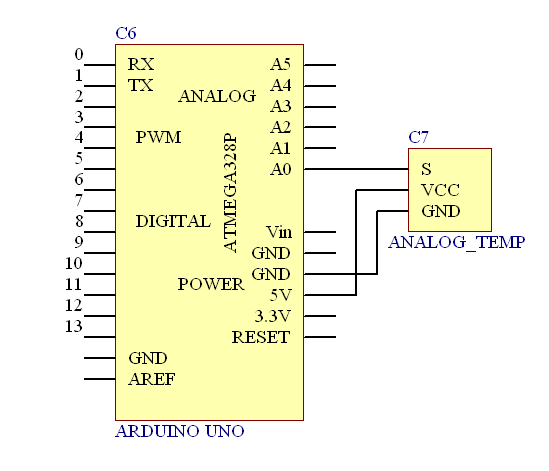 C6
0
RX
A5
1
TX
A4
2
ANALOG
A3
3
A2
4
PWM
A1
5
A0
6
7
8
DIGITAL
Vin
9
GND
10
GND
11
POWER
5V
12
3.3V
13
RESET
GND
AREF
ATMEGA328P
ARDUINO UNO
C7
S
VCC
GND
ANALOG_TEMP